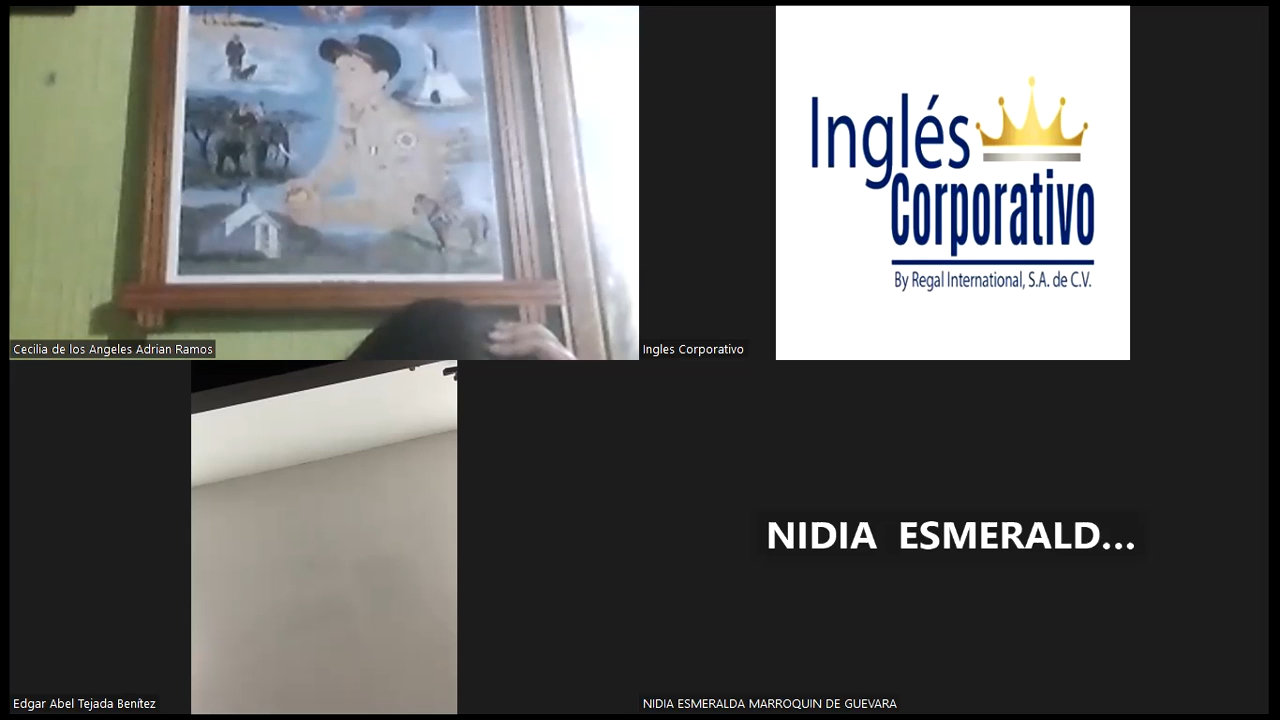 Inglés
Corporativo
By Regal International, S.A. de C.V.
Cecilia de los Angeles Adrian Ramos
Ingles Corporativo
NIDIA ESMERALD...
Edgar Abel Tejada Benítez
NIDIA ESMERALDA MARROQUIN DE GUEVARA